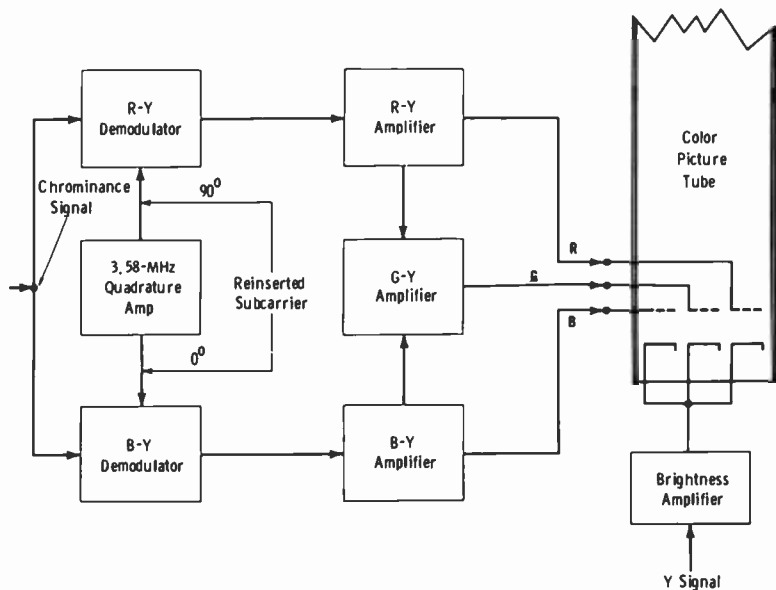 R-Y
Demodulator
R-Y
Amplifier
Color
Picture
Tube
Chrominance
Signal
90°
R
3.58-MHz
Quadrature
Amp
Reinserted
Subcarrier
G-Y
Amplifier
G
B
0°
B-Y
Demodulator
B-Y
Amplifier
Brightness
Amplifier
Y Signal